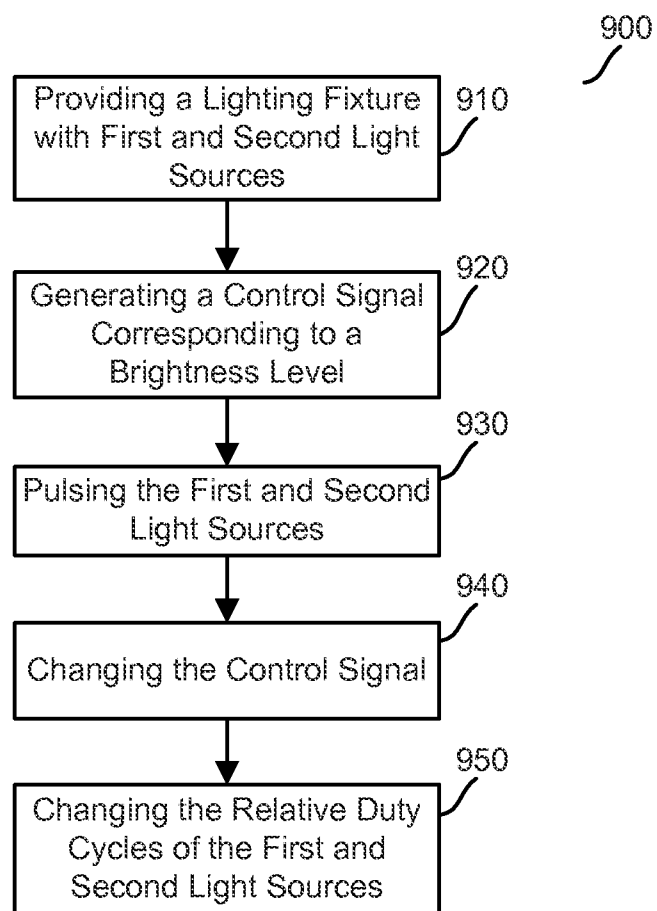 900
Providing a Lighting Fixture
with First and Second Light
Sources
910
Generating a Control Signal
Corresponding to a
Brightness Level
920
Pulsing the First and Second
Light Sources
930
Changing the Control Signal
940
Changing the Relative Duty
Cycles of the First and
Second Light Sources
950